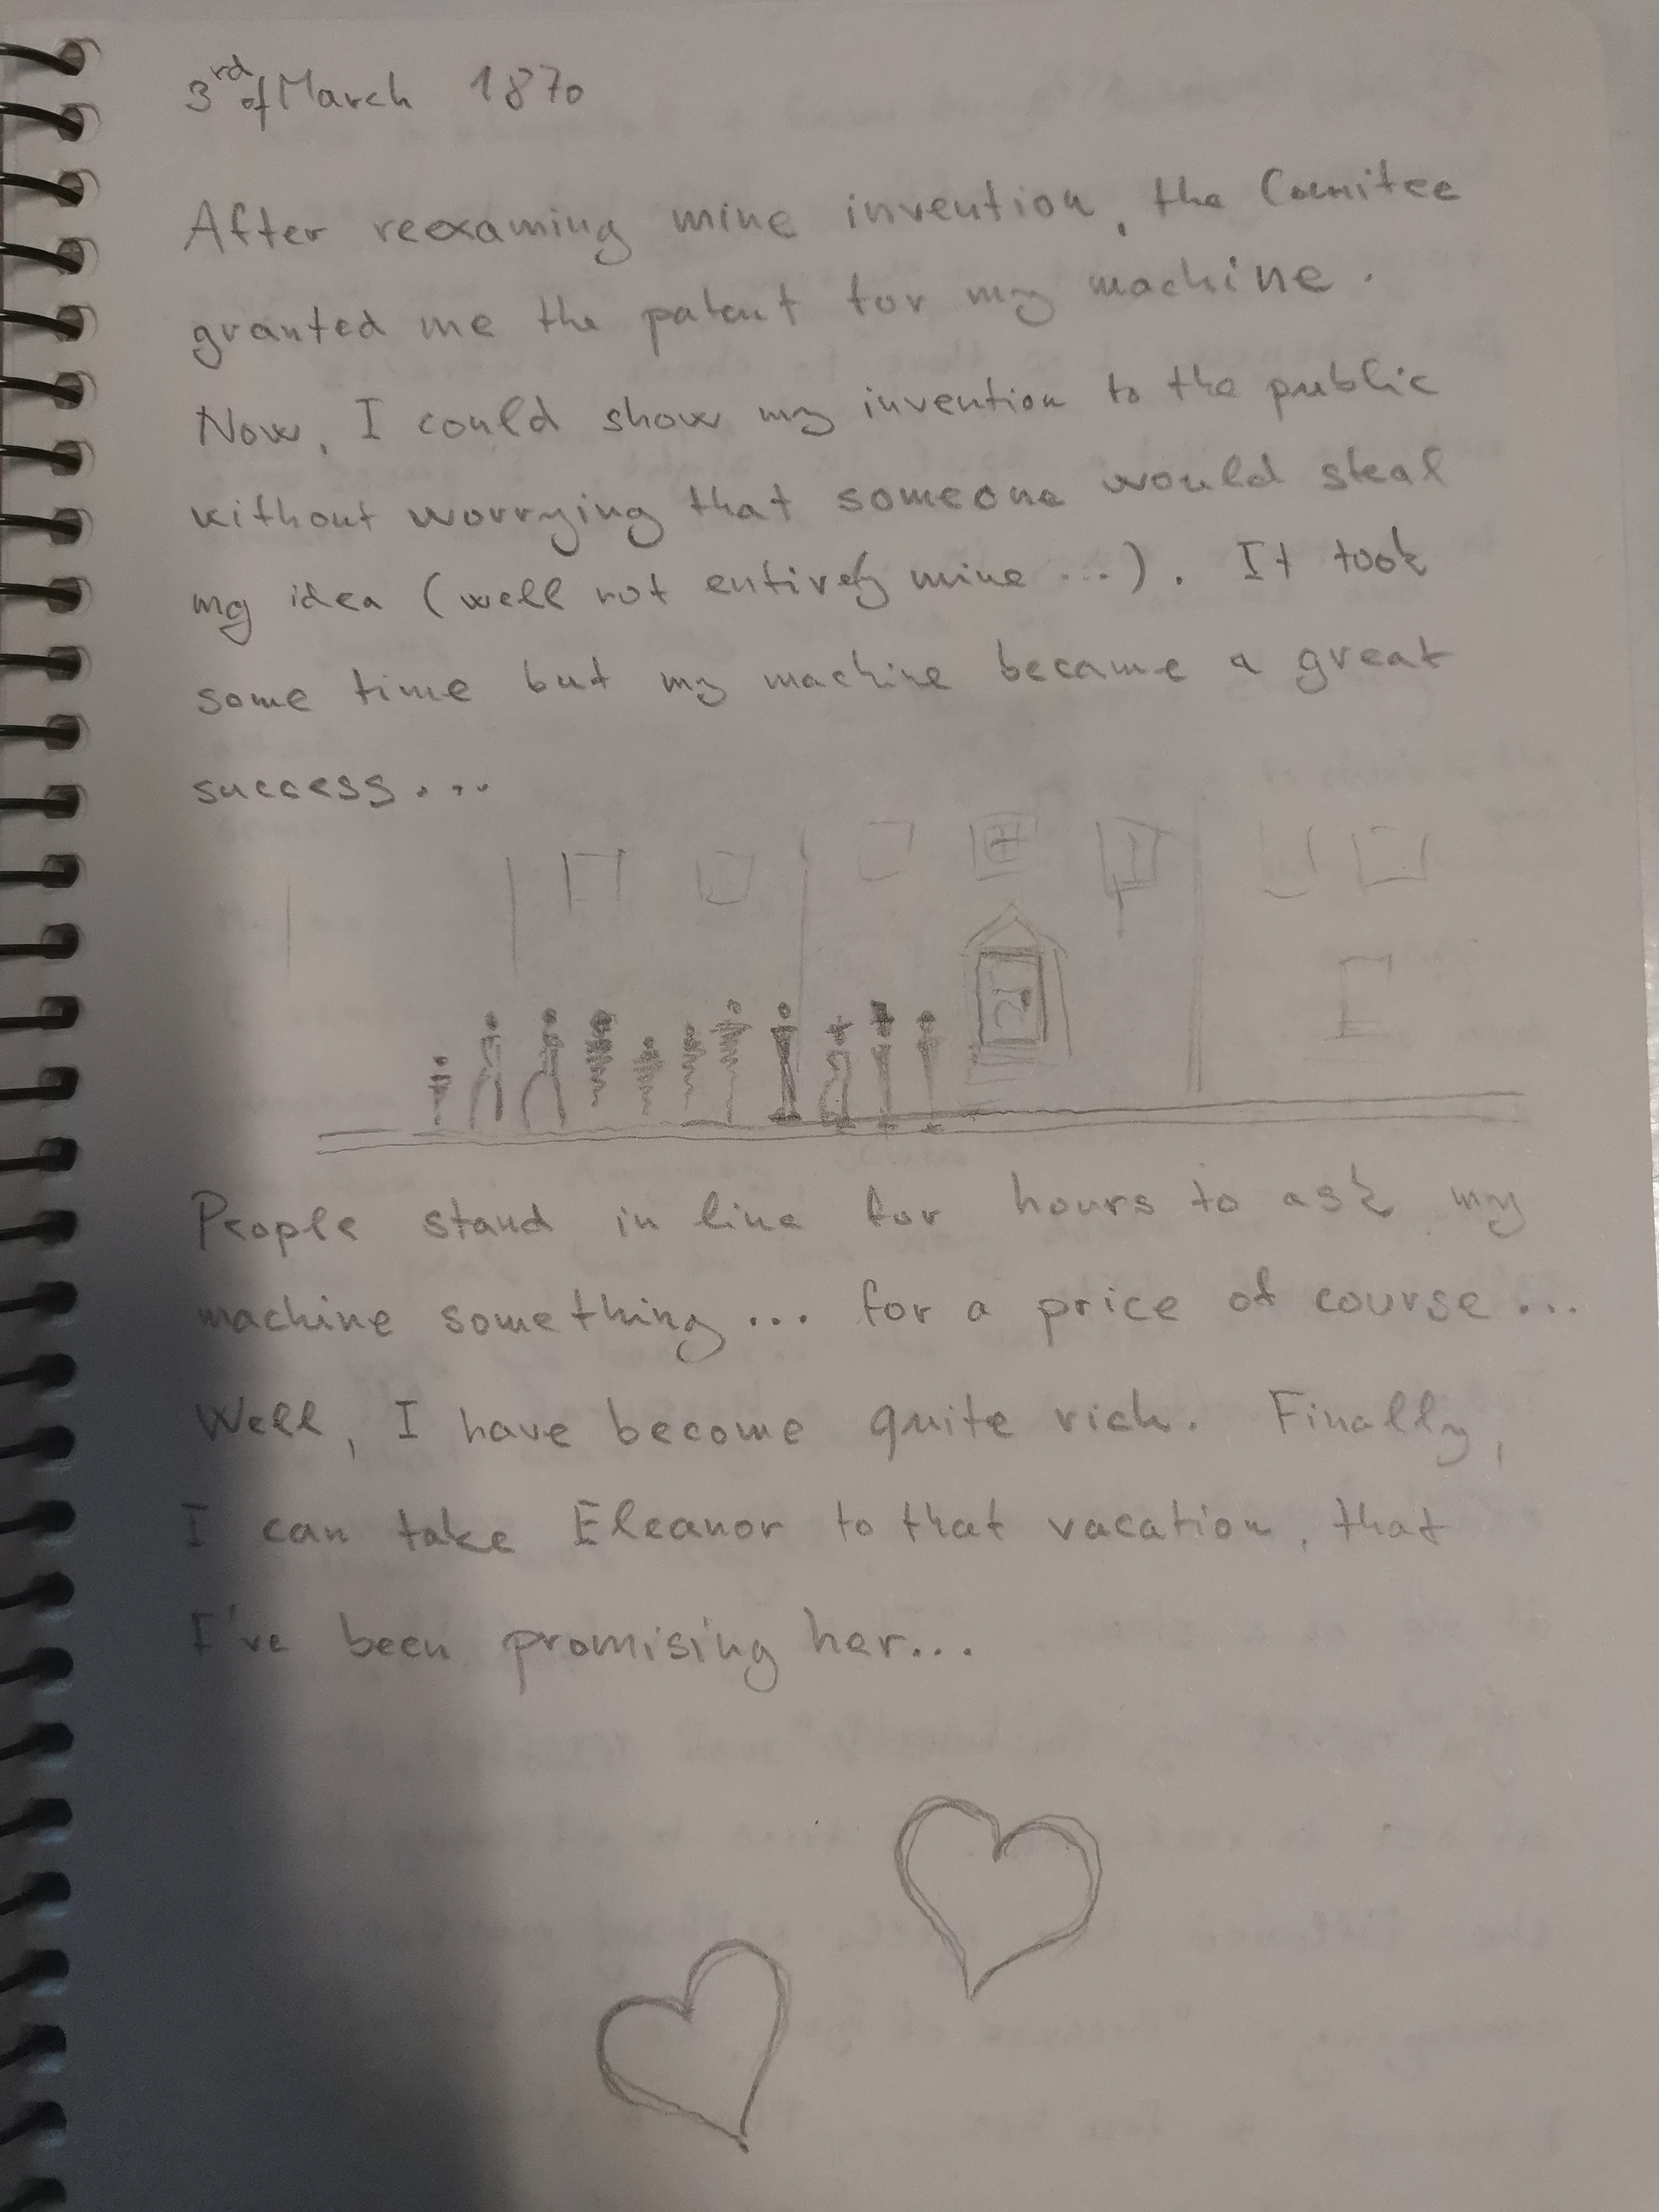 3rd of March 1870
After reexaming mine invention, the Comitee
granted me the patent for my machine.
Now, I could show my invention to the public
without worrying that someone would steal
my idea (well not entirely mine ...). It took
some time but my machine became a great
success...
People stand in line for hours to ask my
machine something... for a price of course...
Well, I have become quite rich. Finally,
I can take Eleanor to that vacation, that
I've been promising her...